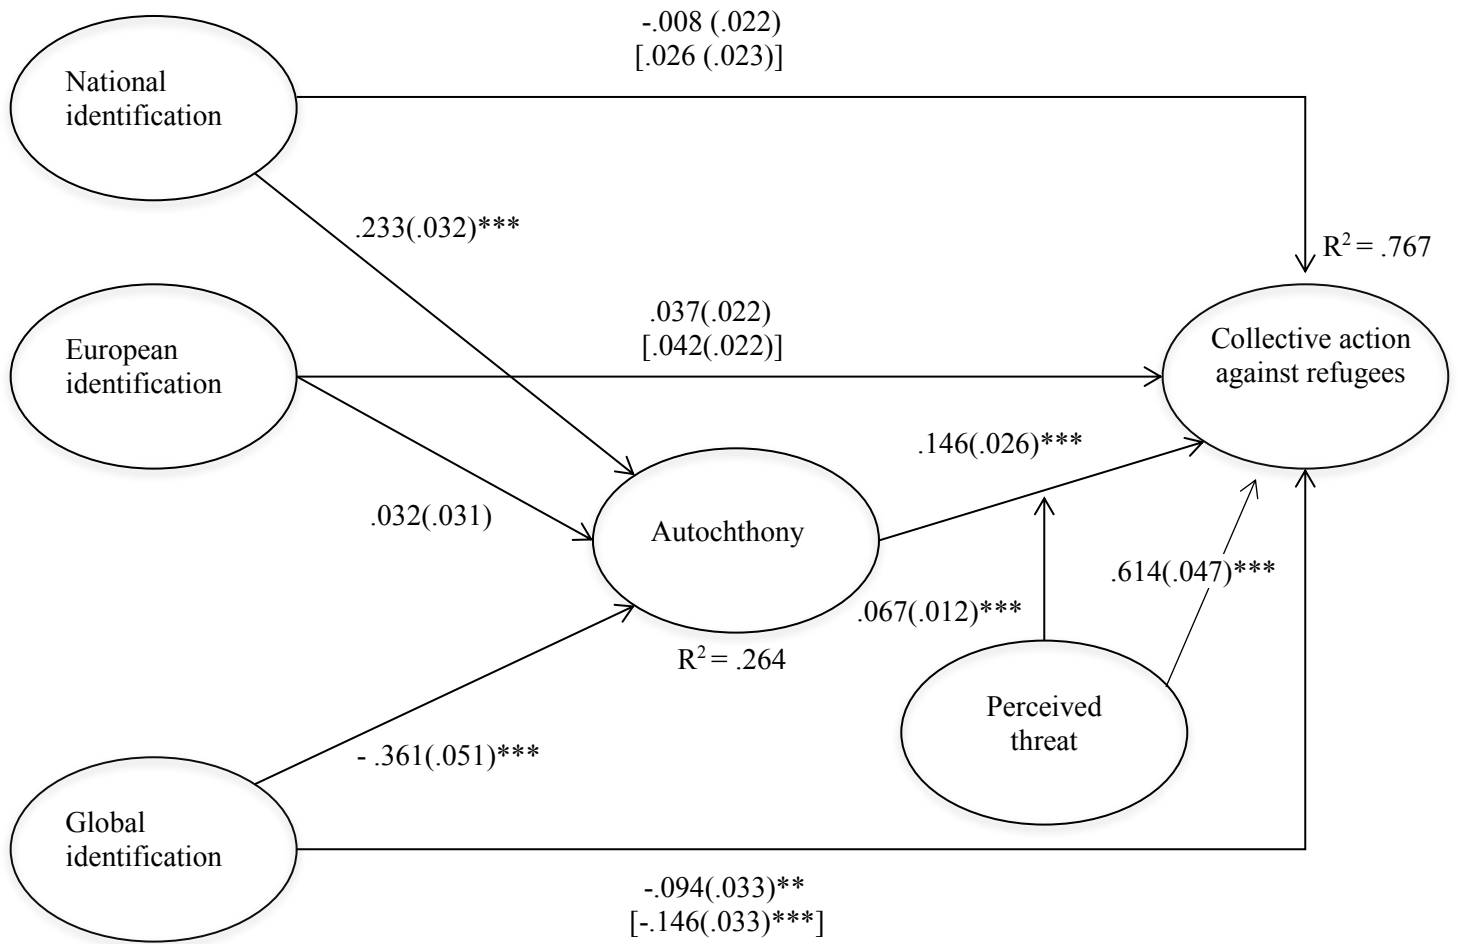 -.008 (.022)
[.026 (.023)]
National
identification
.233(.032)***
R² = .767
European
identification
.037(.022)
[.042(.022)]
Collective action
against refugees
.146(.026)***
.032(.031)
Autochthony
.614(.047)***
.067(.012)***
R² = .264
Perceived
threat
- .361(.051)***
Global
identification
-.094(.033)**
[-.146(.033)***]